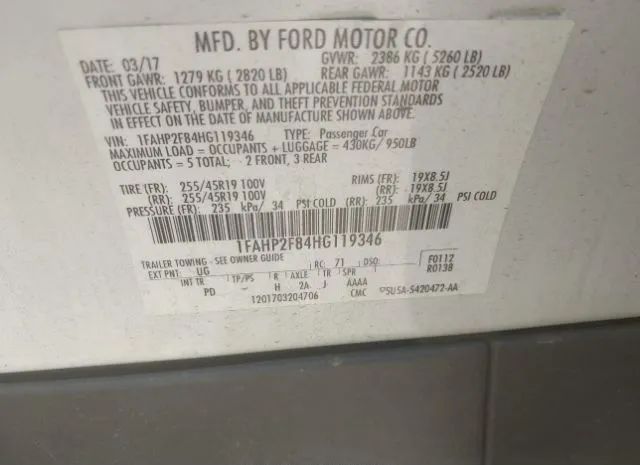 MFD. BY FORD MOTOR CO.
DATE: 03/17 GVWR: 2386 KG ( 5260 LB)
FRONT GAWR: 1279 KG ( 2820 LB) REAR GAWR: 1143 KG ( 2520 LB)
THIS VEHICLE CONFORMS TO ALL APPLICABLE FEDERAL MOTOR
VEHICLE SAFETY, BUMPER, AND THEFT PREVENTION STANDARDS
IN EFFECT ON THE DATE OF MANUFACTURE SHOWN ABOVE.
VIN: 1FAHP2F84HG119346 TYPE: Passenger Car
MAXIMUM LOAD = OCCUPANTS + LUGGAGE = 430KG/ 950LB
OCCUPANTS = 5 TOTAL: 2 FRONT, 3 REAR
TIRE (FR): 255/45R19 100V RIMS (FR): 19X8.5J
(RR): 255/45R19 100V (RR): 19X8.5J
PRESSURE (FR): 235 kPa/ 34 PSI COLD (RR): 235 kPa/ 34 PSI COLD
1FAHP2F84HG119346
TRAILER TOWING - SEE OWNER GUIDE F0112
EXT PNT: UG RC: 71 DSO: R0138
INT TR TP/PS R AXLE TR SPR
PD H 2A J AAAA
1201703204706 CMC PSU5A-5420472-AA